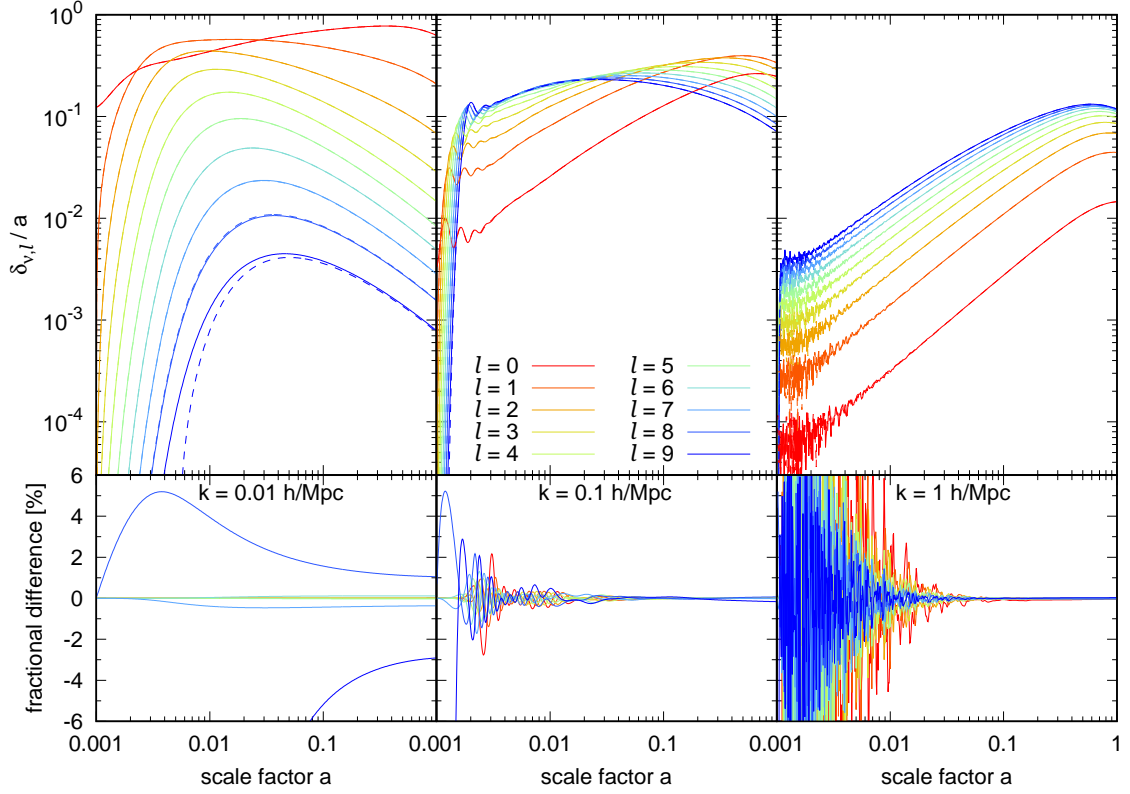 10^0
10^-1
10^-2
10^-3
10^-4
δ_ν,l / a
l = 0
l = 1
l = 2
l = 3
l = 4
l = 5
l = 6
l = 7
l = 8
l = 9
6
4
2
0
-2
-4
-6
fractional difference [%]
k = 0.01 h/Mpc
k = 0.1 h/Mpc
k = 1 h/Mpc
0.001 0.01 0.1 0.001 0.01 0.1 0.001 0.01 0.1 1
scale factor a scale factor a scale factor a